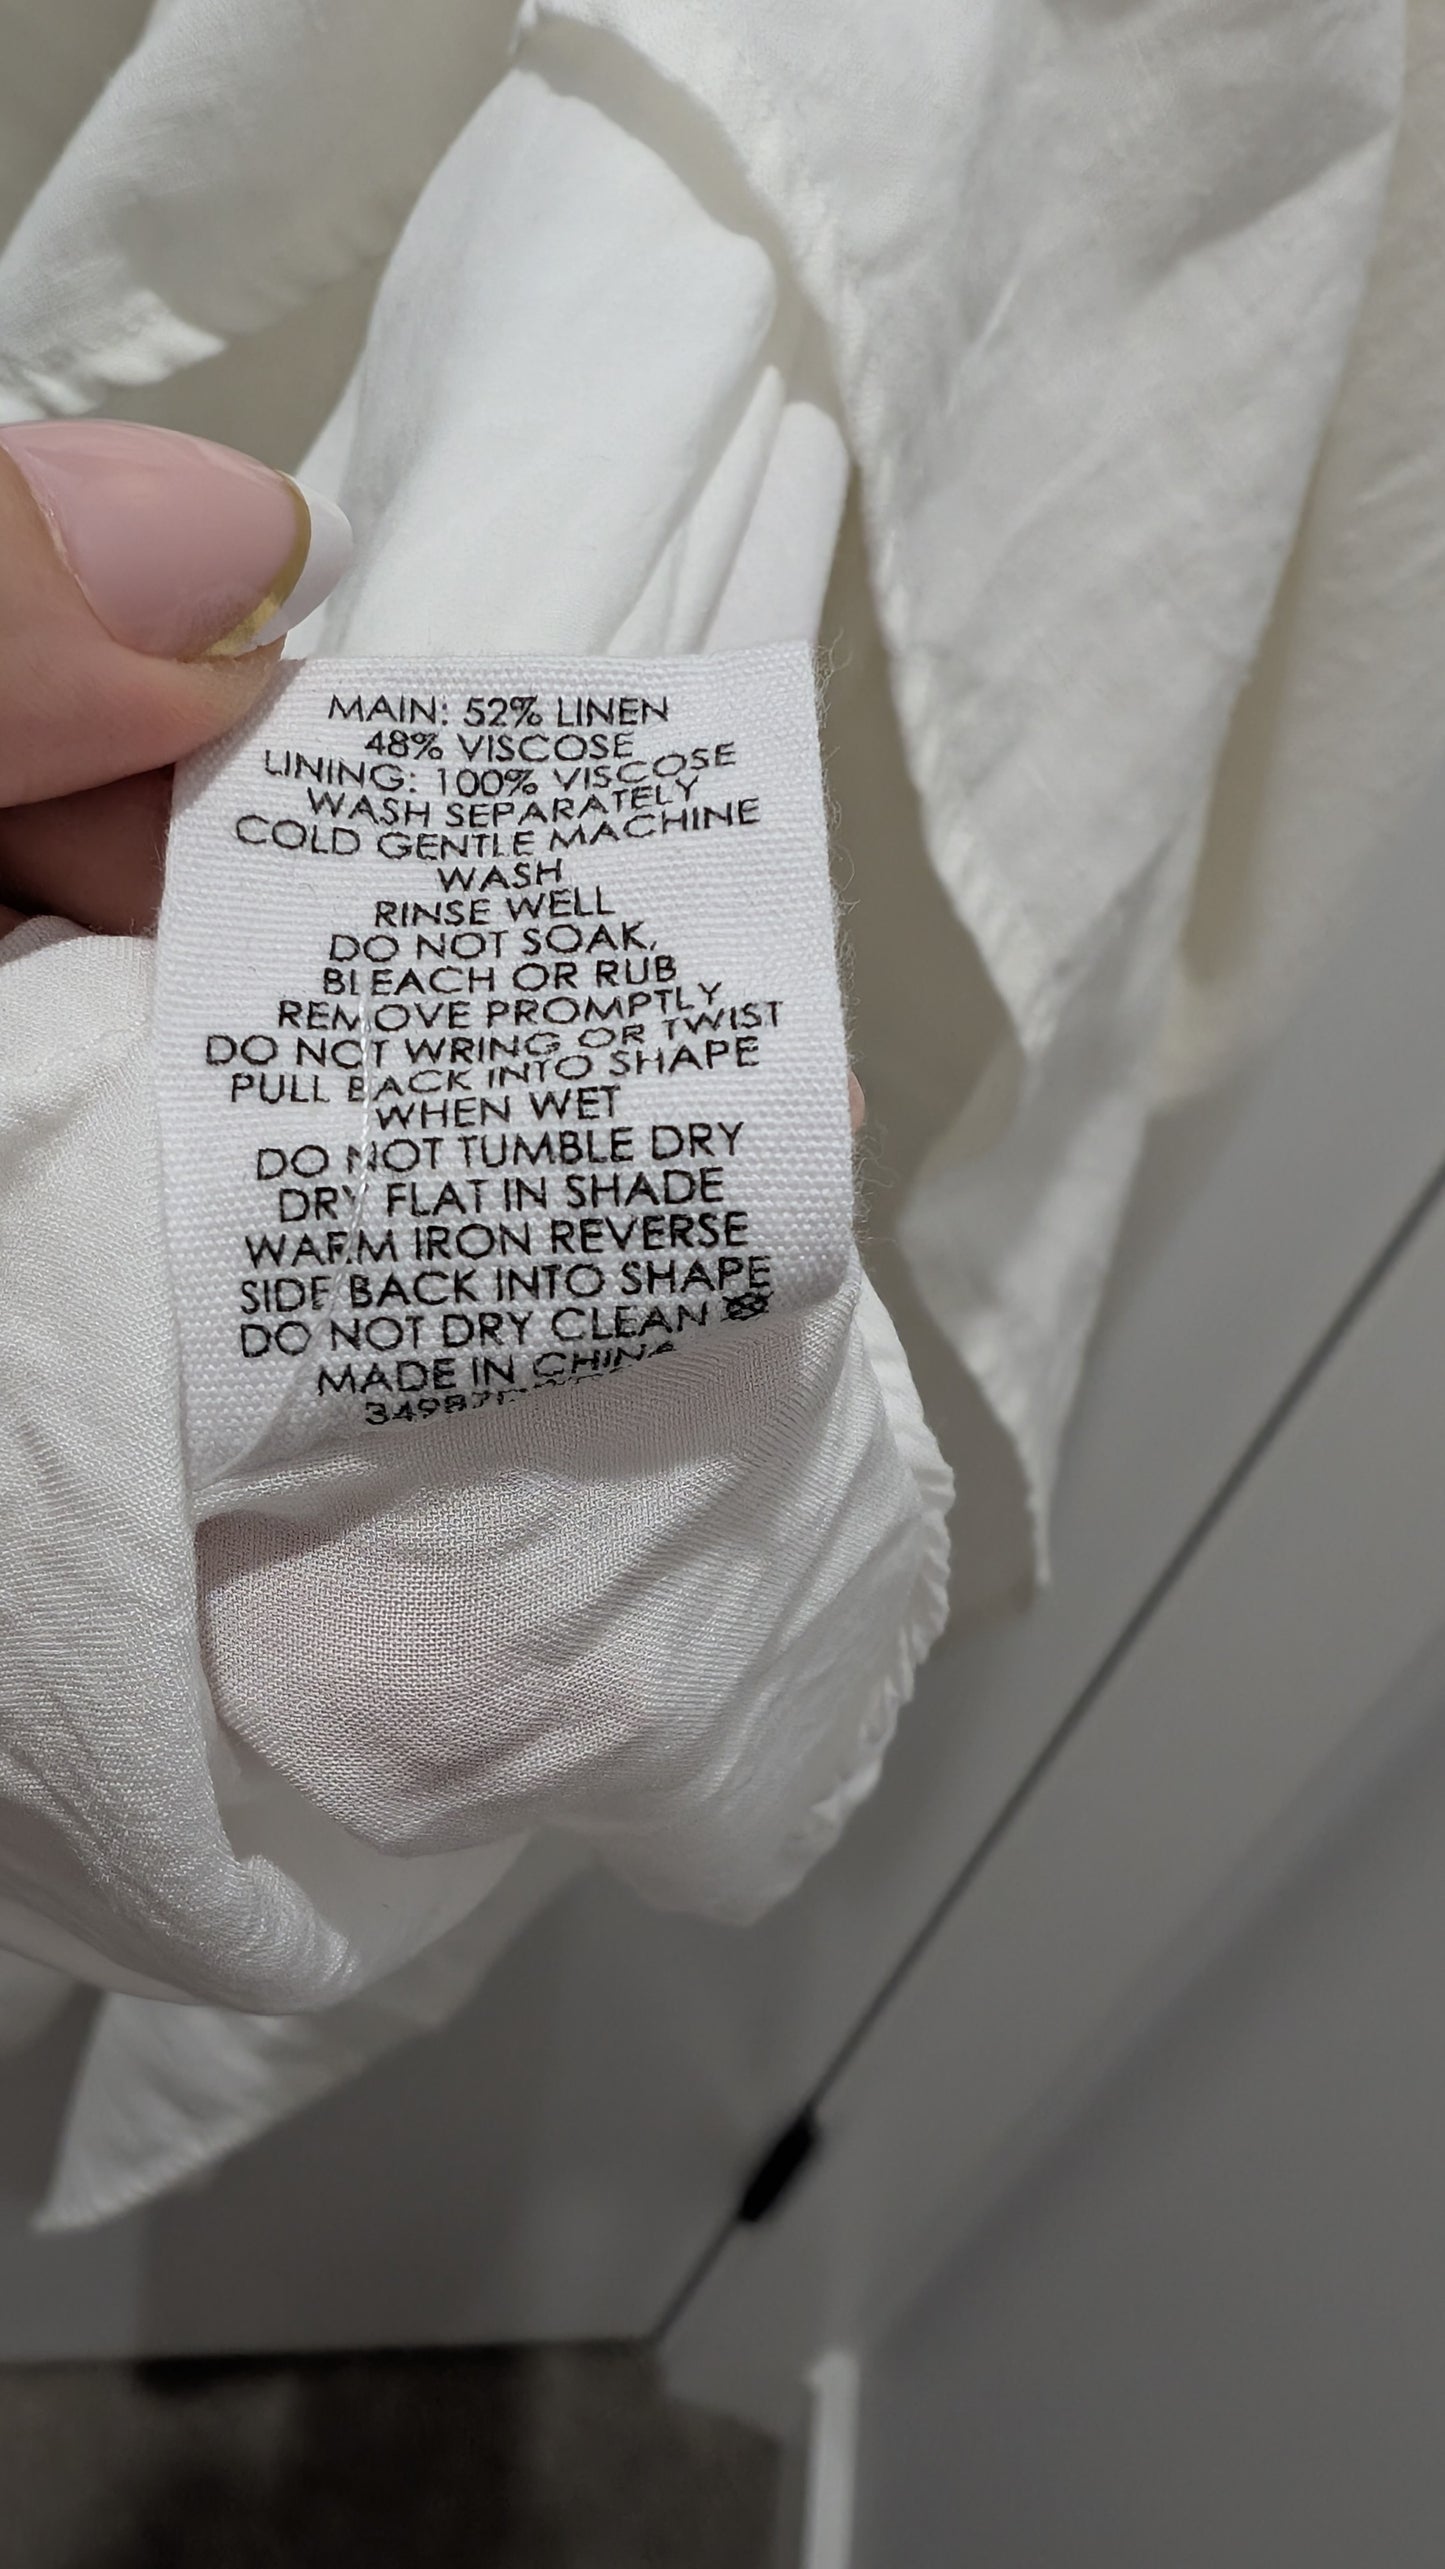 MAIN: 52% LINEN
48% VISCOSE
LINING: 100% VISCOSE
WASH SEPARATELY
COLD GENTLE MACHINE
WASH
RINSE WELL
DO NOT SOAK,
BLEACH OR RUB
REMOVE PROMPTLY
DO NOT WRING OR TWIST
PULL BACK INTO SHAPE
WHEN WET
DO NOT TUMBLE DRY
DRY FLAT IN SHADE
WARM IRON REVERSE
SIDE BACK INTO SHAPE
DO NOT DRY CLEAN
MADE IN CHINA